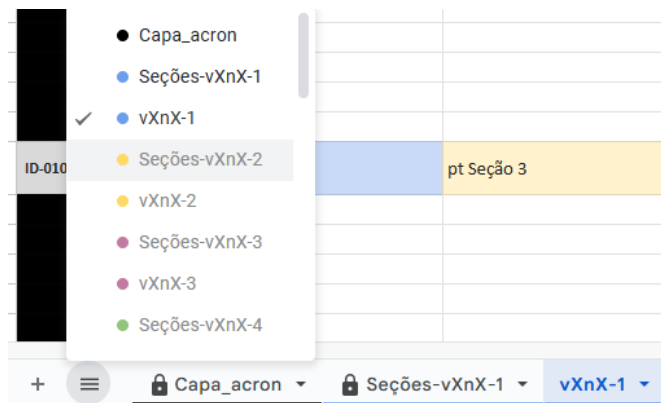 Capa_acron
Seções-vXnX-1
vXnX-1
Seções-vXnX-2
vXnX-2
Seções-vXnX-3
vXnX-3
Seções-vXnX-4
ID-010
pt Seção 3
Capa_acron
Seções-vXnX-1
vXnX-1